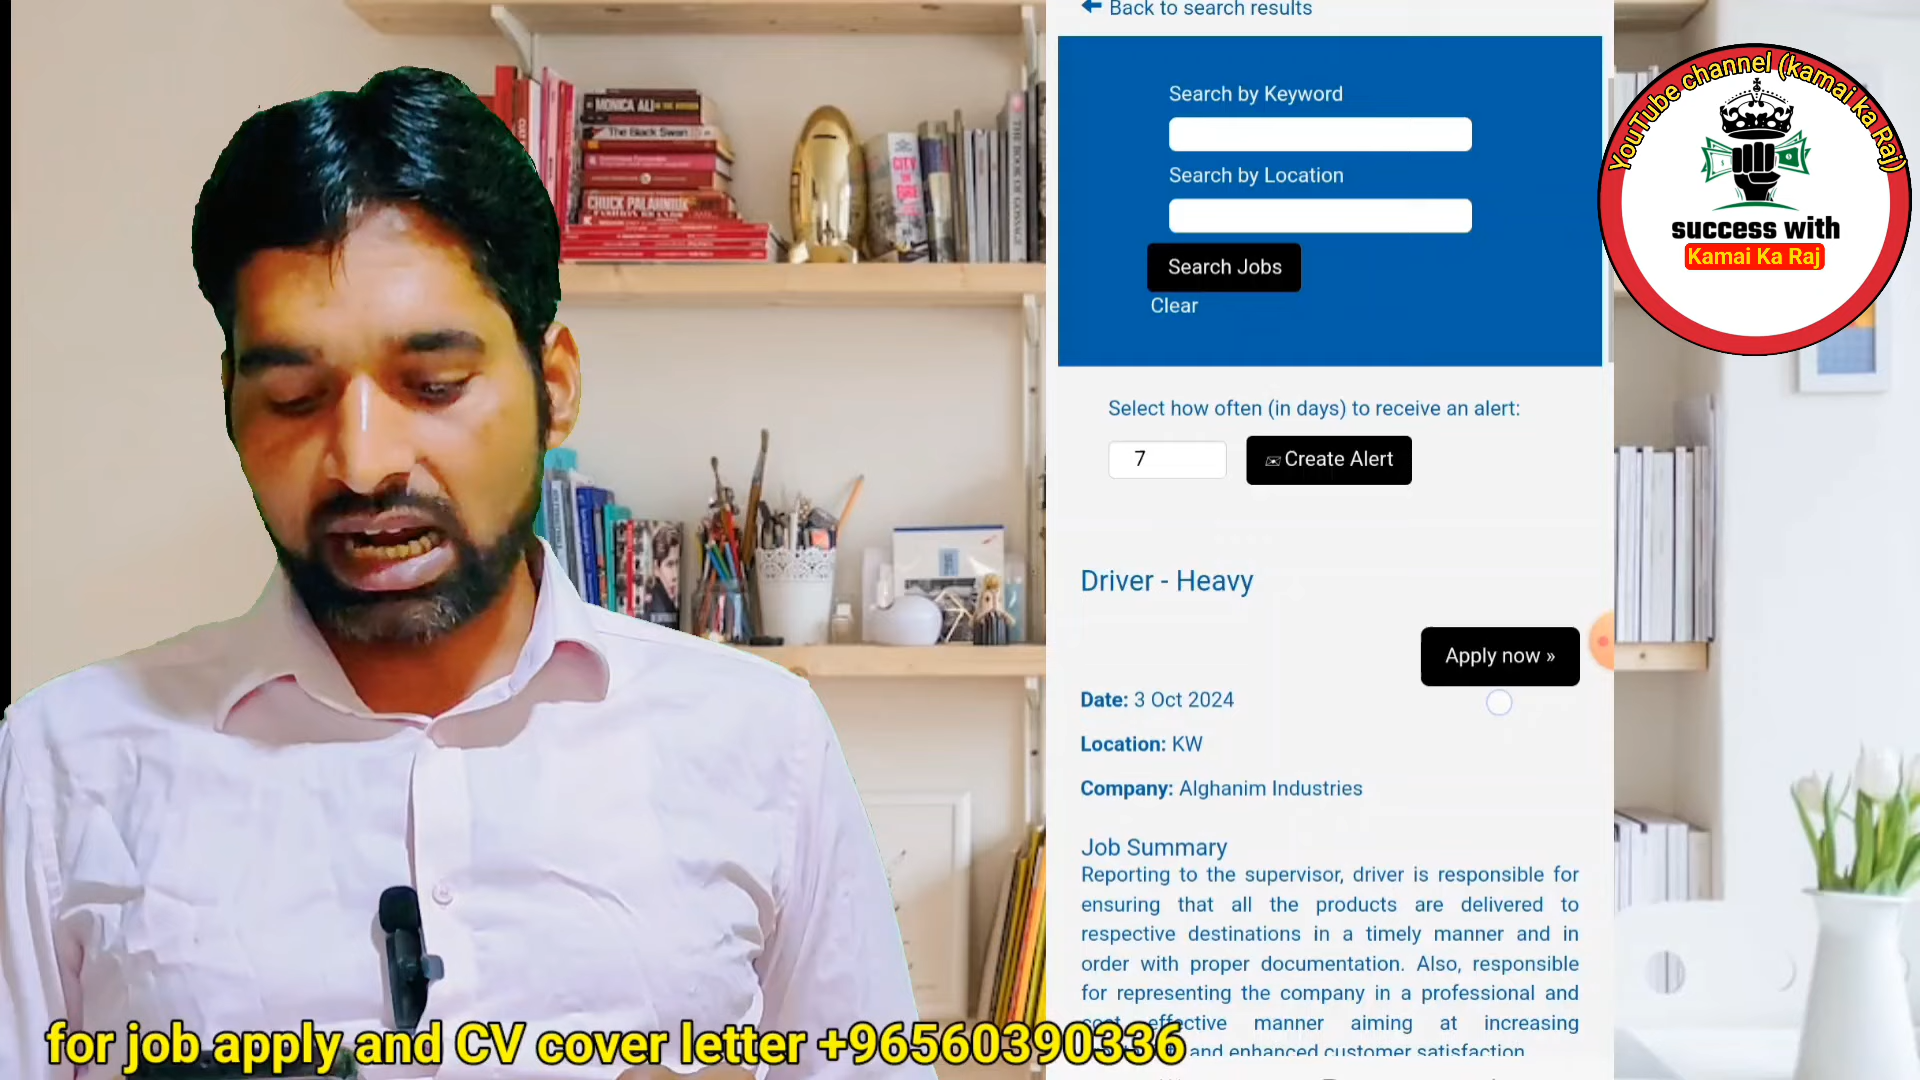 Back to search results
Search by Keyword
Search by Location
Search Jobs
Clear
Select how often (in days) to receive an alert:
7
Create Alert
Driver - Heavy
Apply now »
Date: 3 Oct 2024
Location: KW
Company: Alghanim Industries
Job Summary
Reporting to the supervisor, driver is responsible for
ensuring that all the products are delivered to
respective destinations in a timely manner and in
order with proper documentation. Also, responsible
for representing the company in a professional and
cost effective manner aiming at increasing
and enhanced customer satisfaction
YouTube channel (kamai ka Raj)
success with
Kamai Ka Raj
MONICA ALI
The Black Swan
CHUCK PALAHNIUK
CITY
ON
FIRE
for job apply and CV cover letter +96560390336